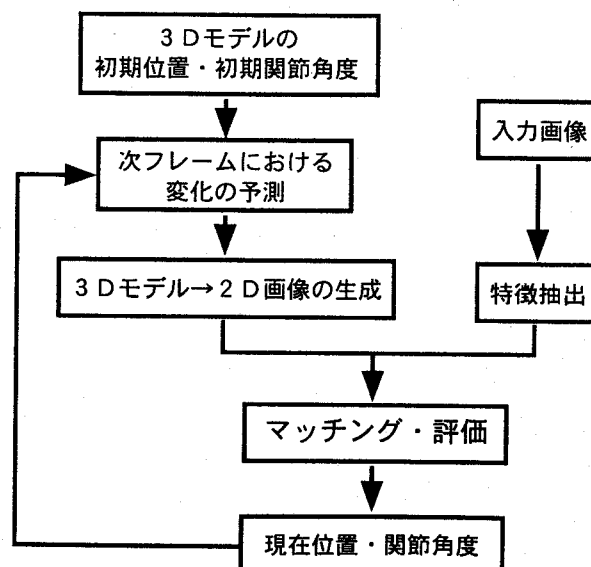 3Dモデルの
初期位置・初期関節角度
入力画像
次フレームにおける
変化の予測
3Dモデル→2D画像の生成
特徴抽出
マッチング・評価
現在位置・関節角度